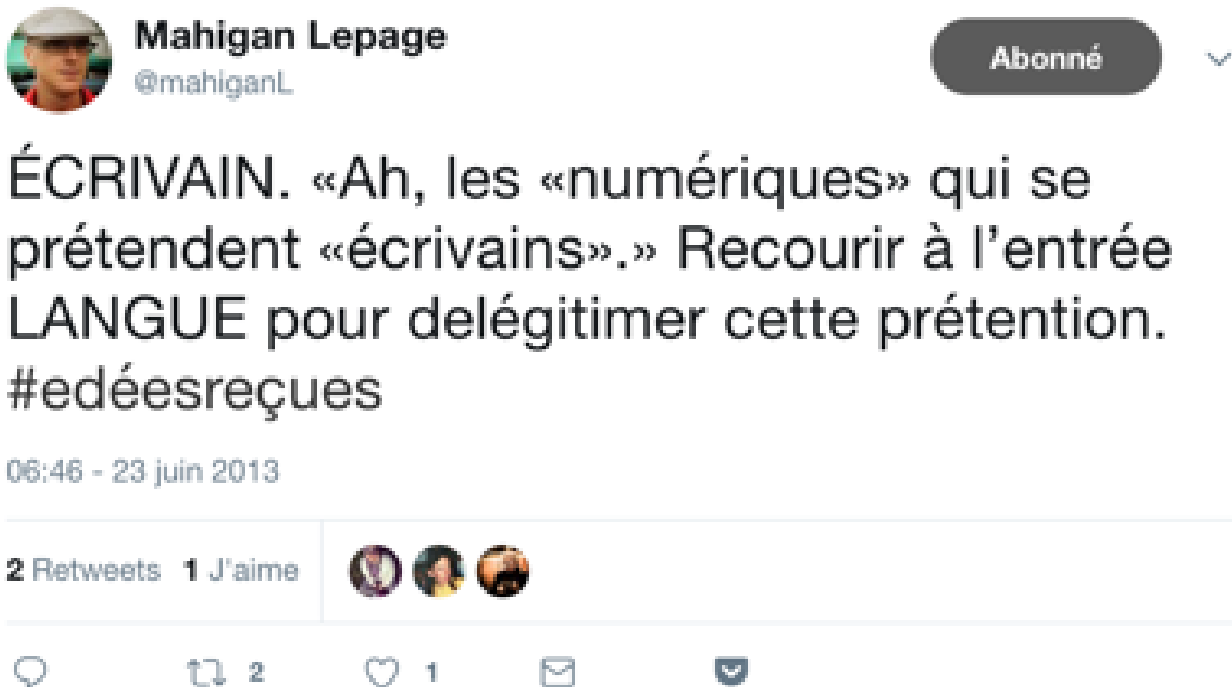 Mahigan Lepage
@mahiganL
Abonné
ÉCRIVAIN. «Ah, les «numériques» qui se
prétendent «écrivains».» Recourir à l’entrée
LANGUE pour delégitimer cette prétention.
#edéesreçues
06:46 - 23 juin 2013
2 Retweets 1 J’aime
2 1